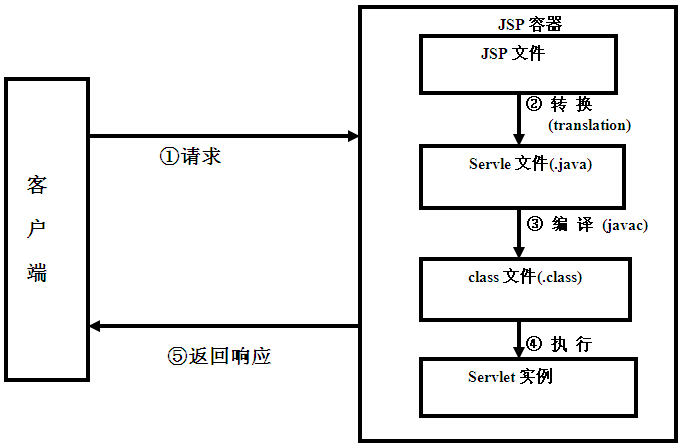 JSP 容器
JSP 文件
② 转 换
(translation)
①请求
Servle 文件(.java)
客
户
端
③ 编 译 (javac)
class 文件(.class)
⑤返回响应
④ 执 行
Servlet 实例